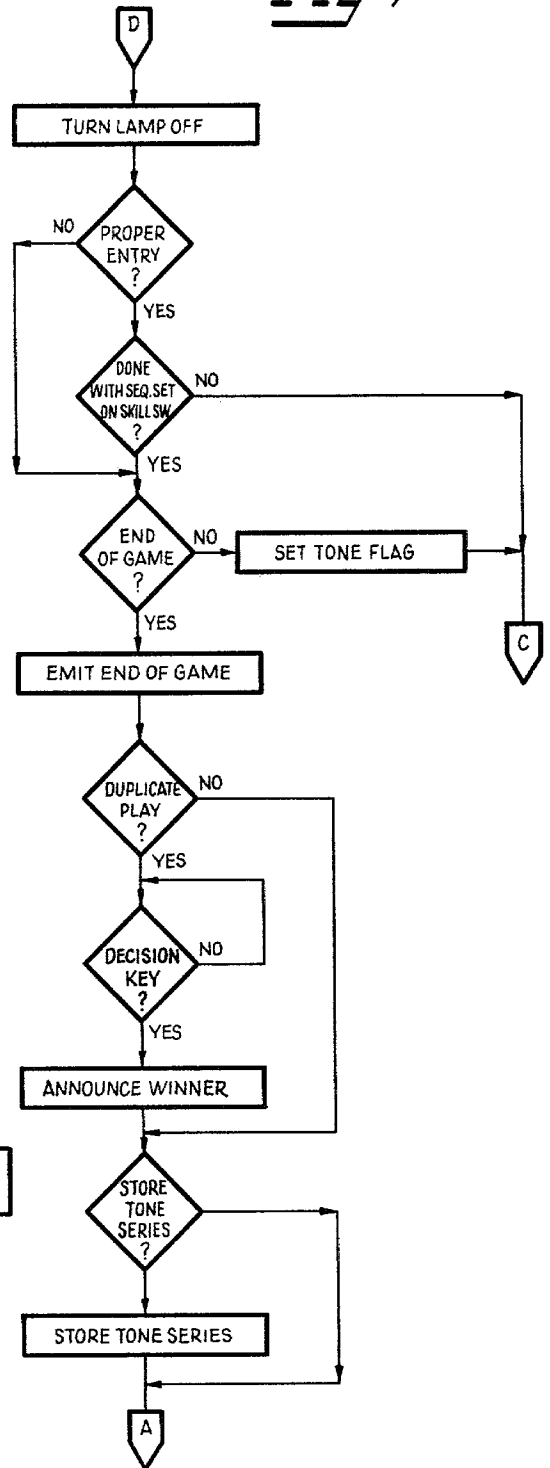 D
TURN LAMP OFF
NO
PROPER
ENTRY
?
YES
DONE
WITH SEQ. SET
ON SKILL SW.
?
NO
YES
END
OF GAME
?
NO
SET TONE FLAG
YES
C
EMIT END OF GAME
DUPLICATE
PLAY
?
NO
YES
DECISION
KEY
?
NO
YES
ANNOUNCE WINNER
STORE
TONE
SERIES
?
STORE TONE SERIES
A